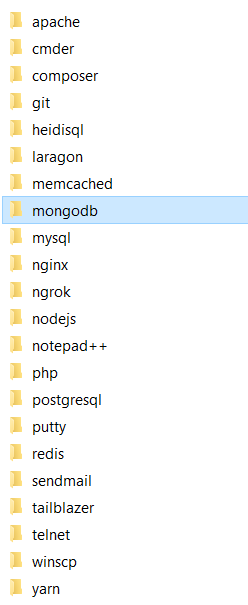 apache
cmder
composer
git
heidisql
laragon
memcached
mongodb
mysql
nginx
ngrok
nodejs
notepad++
php
postgresql
putty
redis
sendmail
tailblazer
telnet
winscp
yarn